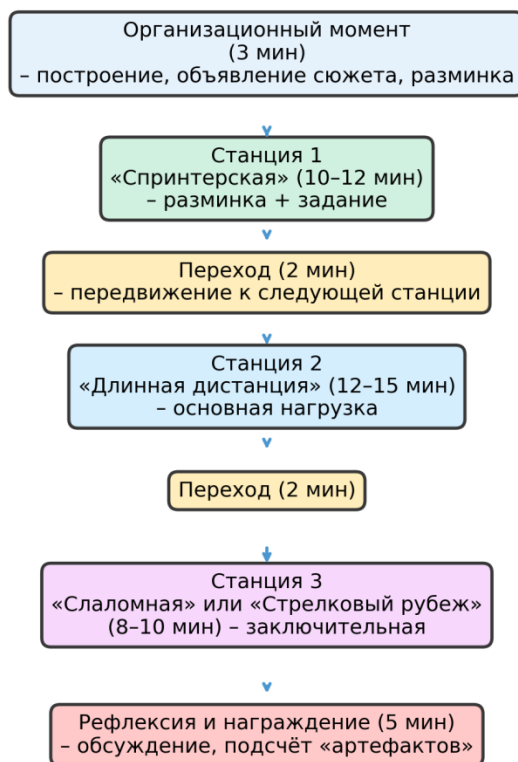 Организационный момент
(3 мин)
– построение, объявление сюжета, разминка
Станция 1
«Спринтерская» (10–12 мин)
– разминка + задание
Переход (2 мин)
– передвижение к следующей станции
Станция 2
«Длинная дистанция» (12–15 мин)
– основная нагрузка
Переход (2 мин)
Станция 3
«Слаломная» или «Стрелковый рубеж»
(8–10 мин) – заключительная
Рефлексия и награждение (5 мин)
– обсуждение, подсчёт «артефактов»